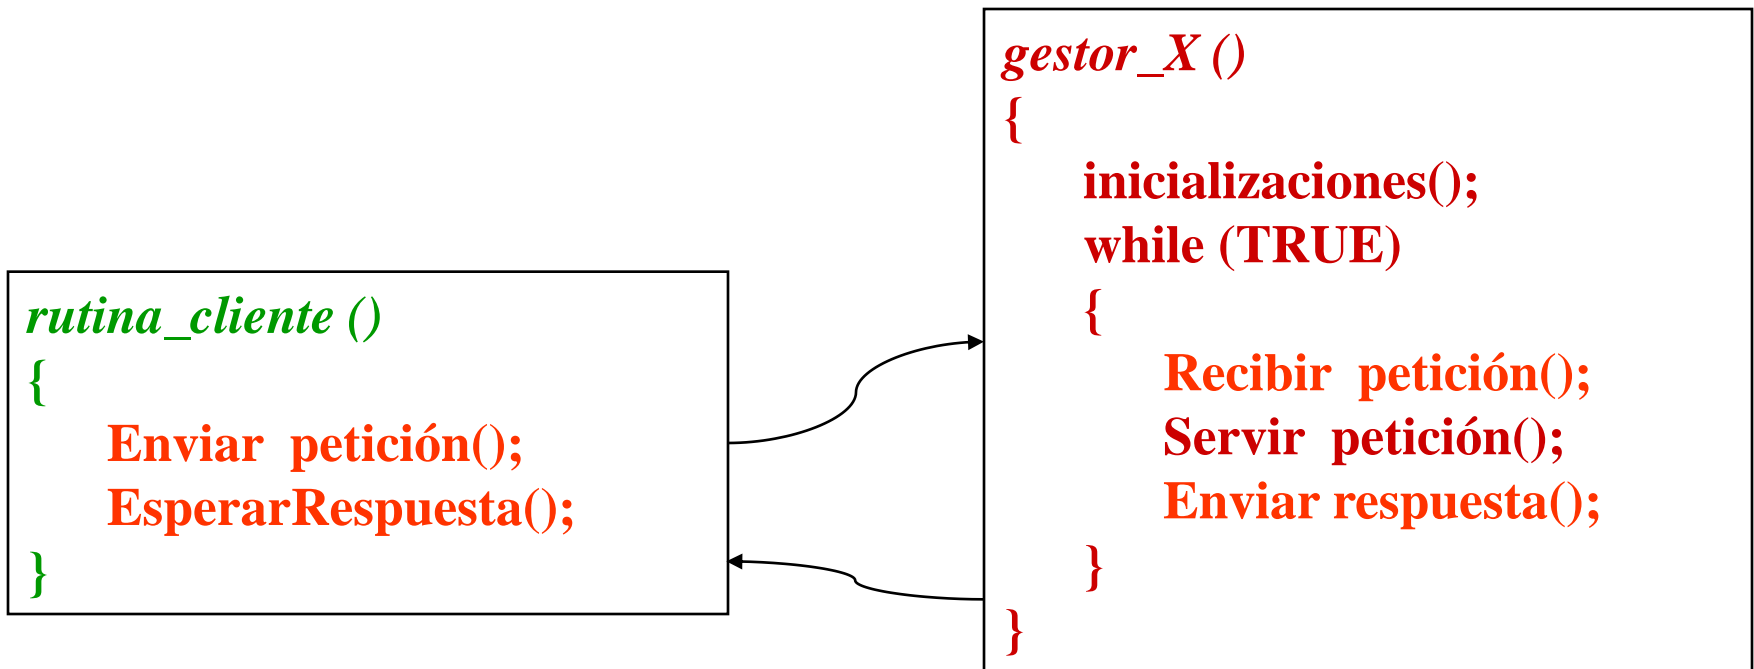 rutina_cliente ()
{
Enviar petición();
EsperarRespuesta();
}
gestor_X ()
{
inicializaciones();
while (TRUE)
{
Recibir petición();
Servir petición();
Enviar respuesta();
}
}